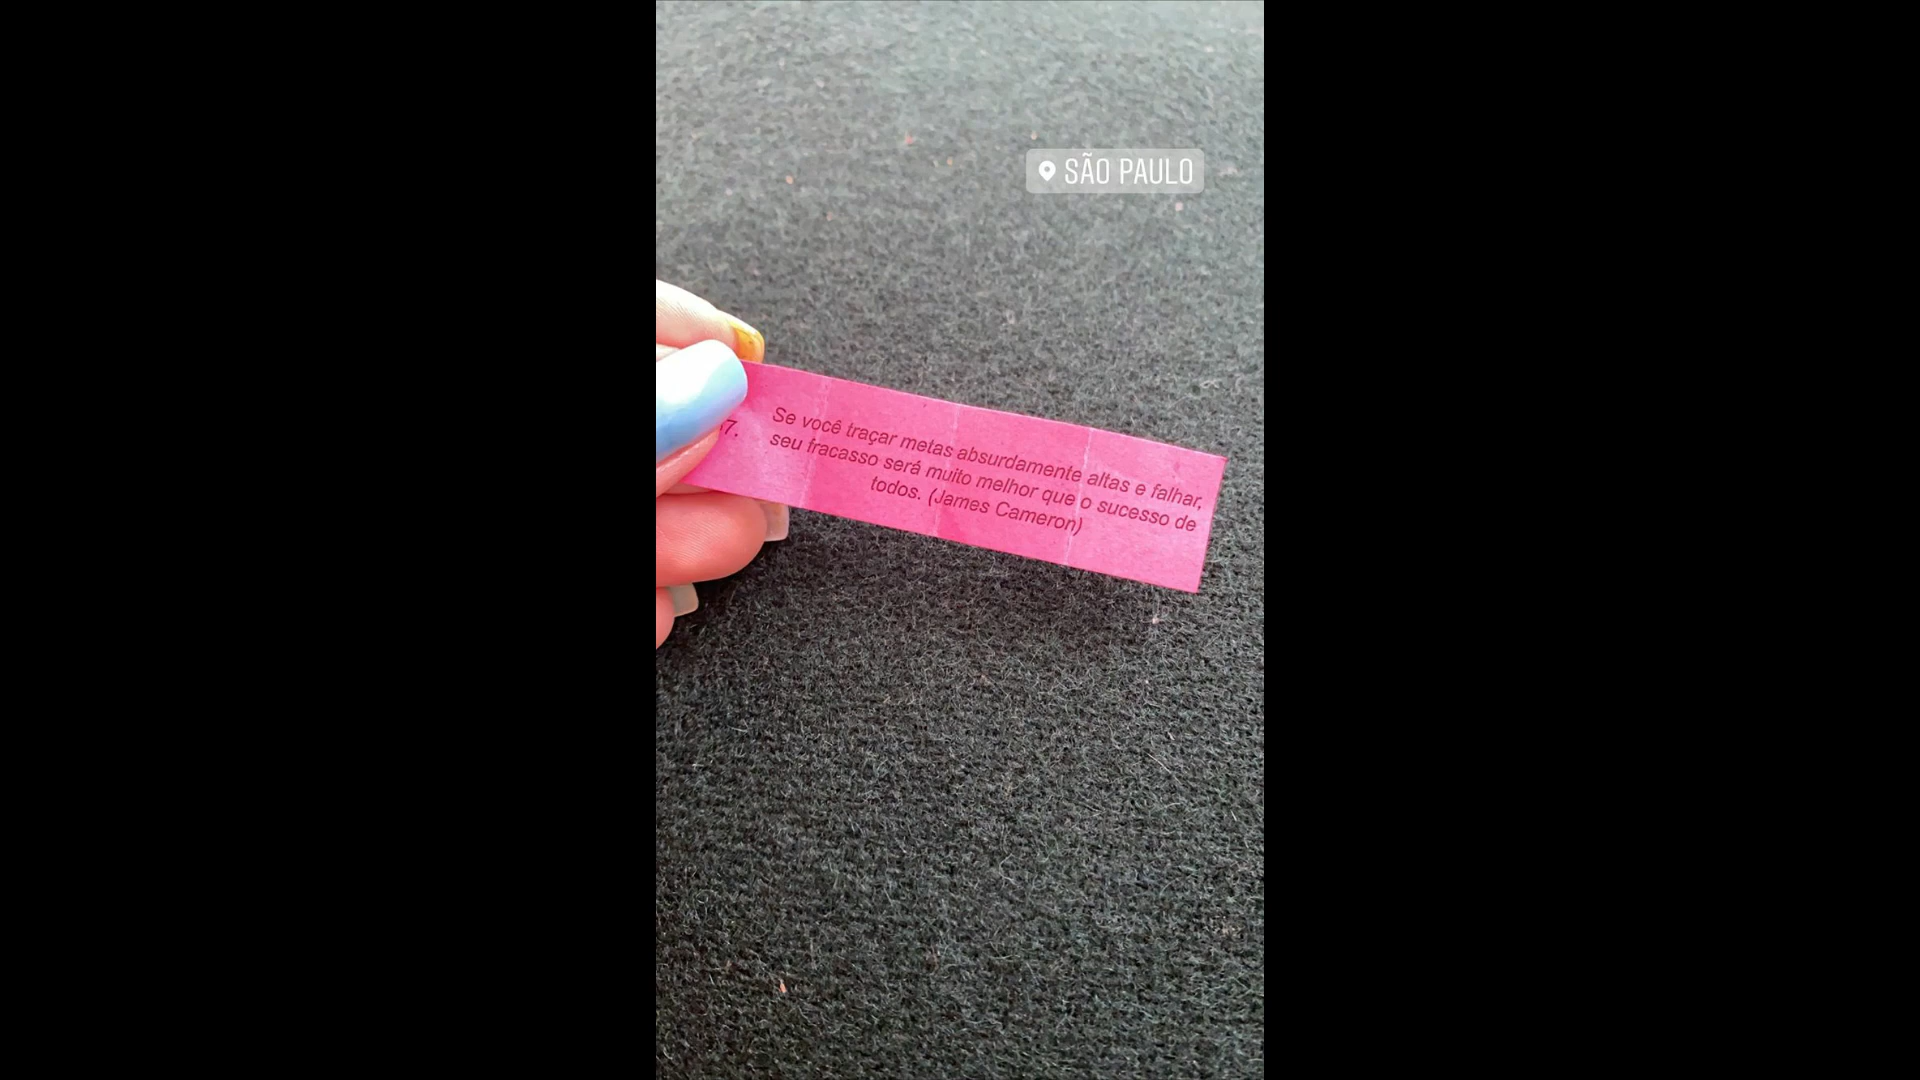 SÃO PAULO
7. Se você traçar metas absurdamente altas e falhar,
seu fracasso será muito melhor que o sucesso de
todos. (James Cameron)